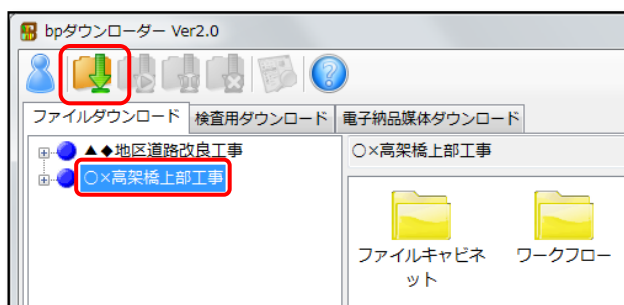 bpダウンローダー Ver2.0
ファイルダウンロード 検査用ダウンロード 電子納品媒体ダウンロード
▲◆地区道路改良工事
○×高架橋上部工事
○×高架橋上部工事
ファイルキャビネ
ット
ワークフロー